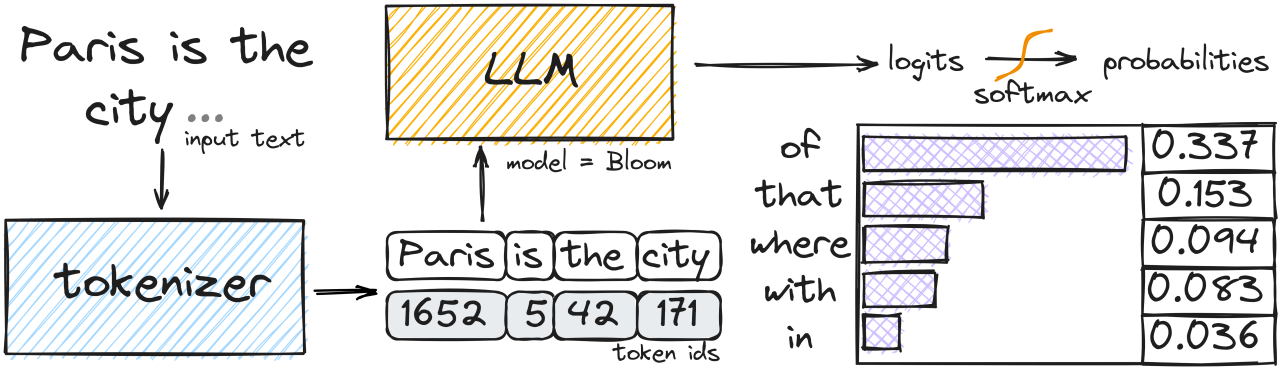 Paris is the
city ...
input text
tokenizer
LLM
model = Bloom
Paris is the city
1652 5 42 171
token ids
logits softmax probabilities
of 0.337
that 0.153
where 0.094
with 0.083
in 0.036